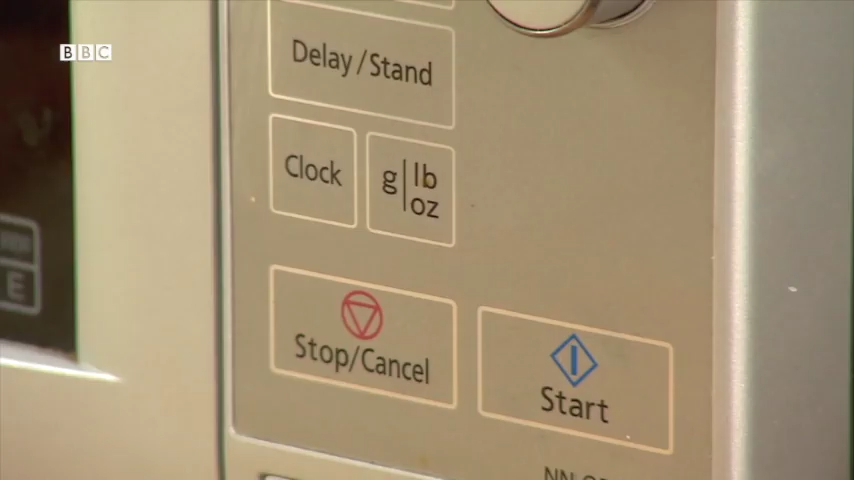 BBC
Delay/Stand
Clock
g lb
oz
E
Stop/Cancel
Start